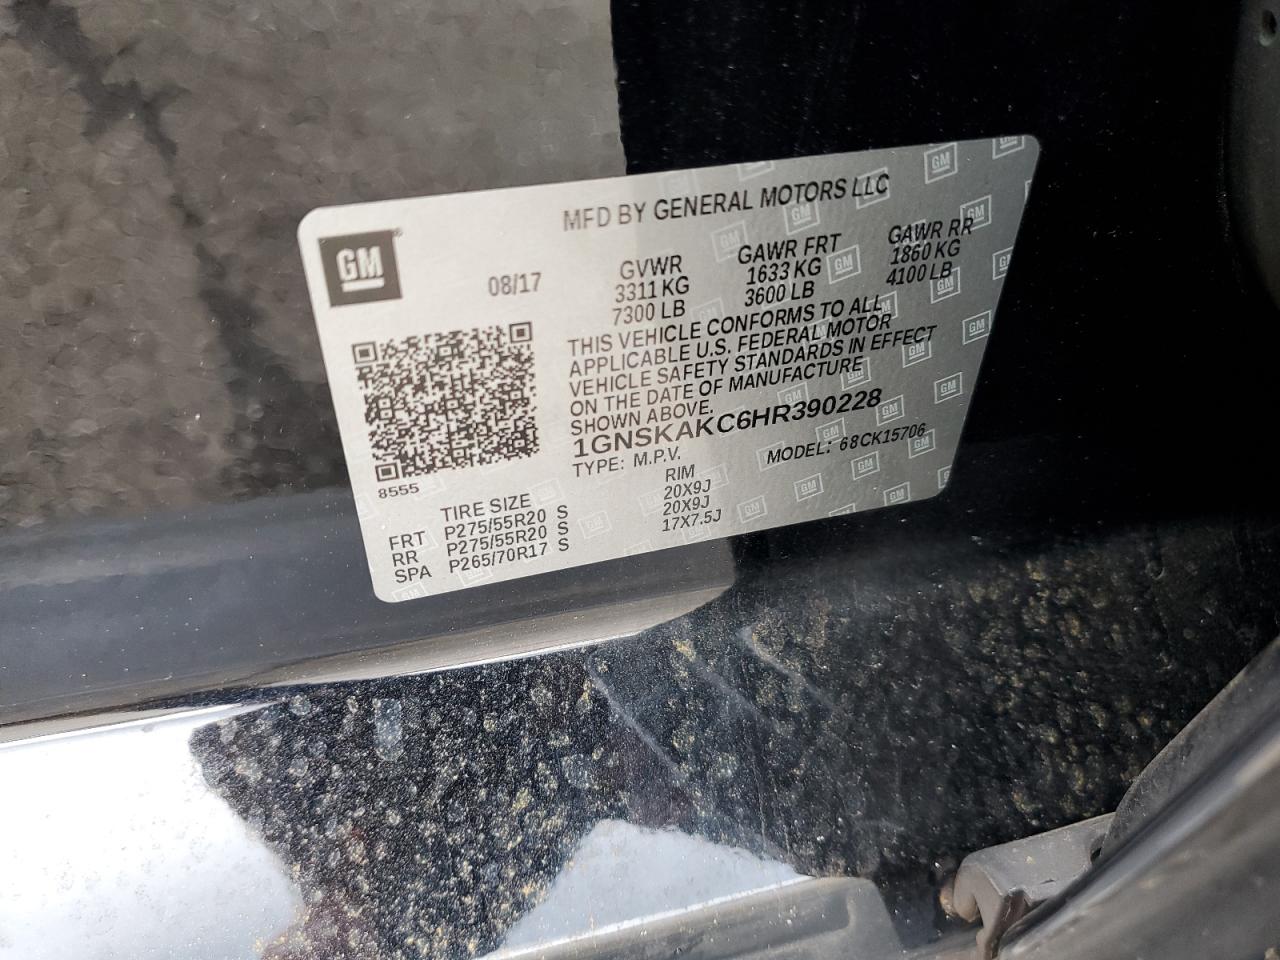 MFD BY GENERAL MOTORS LLC
GM
08/17
GVWR
3311 KG
7300 LB
GAWR FRT
1633 KG
3600 LB
GAWR RR
1860 KG
4100 LB
THIS VEHICLE CONFORMS TO ALL
APPLICABLE U.S. FEDERAL MOTOR
VEHICLE SAFETY STANDARDS IN EFFECT
ON THE DATE OF MANUFACTURE
SHOWN ABOVE.
1GNSKAKC6HR390228
TYPE: M.P.V.
MODEL: 68CK15706
8555
TIRE SIZE RIM
FRT P275/55R20 S 20X9J
RR P275/55R20 S 20X9J
SPA P265/70R17 S 17X7.5J